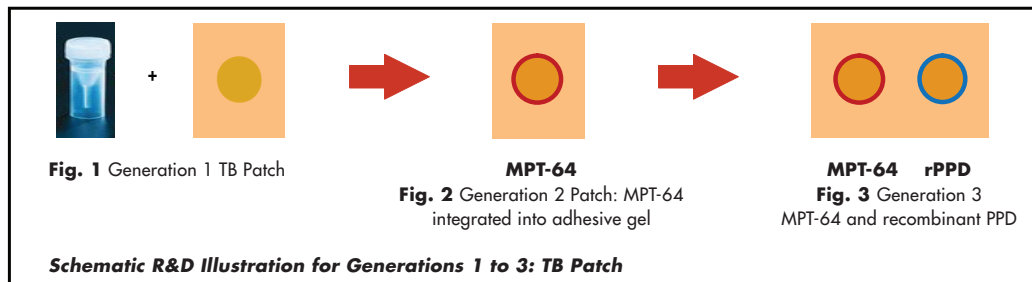 +
Fig. 1 Generation 1 TB Patch
MPT-64
Fig. 2 Generation 2 Patch: MPT-64
integrated into adhesive gel
MPT-64 rPPD
Fig. 3 Generation 3
MPT-64 and recombinant PPD
Schematic R&D Illustration for Generations 1 to 3: TB Patch